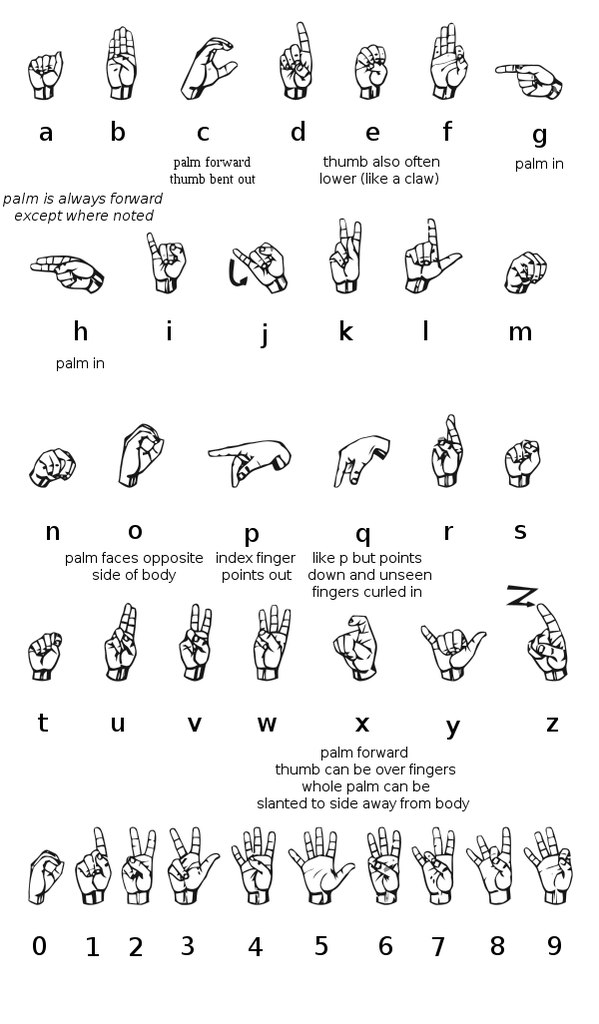 a b c d e f g
palm forward
thumb bent out
thumb also often
lower (like a claw)
palm in
palm is always forward
except where noted
h i j k l m
palm in
n o p q r s
palm faces opposite
side of body
index finger
points out
like p but points
down and unseen
fingers curled in
Z
t u v w x y z
palm forward
thumb can be over fingers
whole palm can be
slanted to side away from body
0 1 2 3 4 5 6 7 8 9